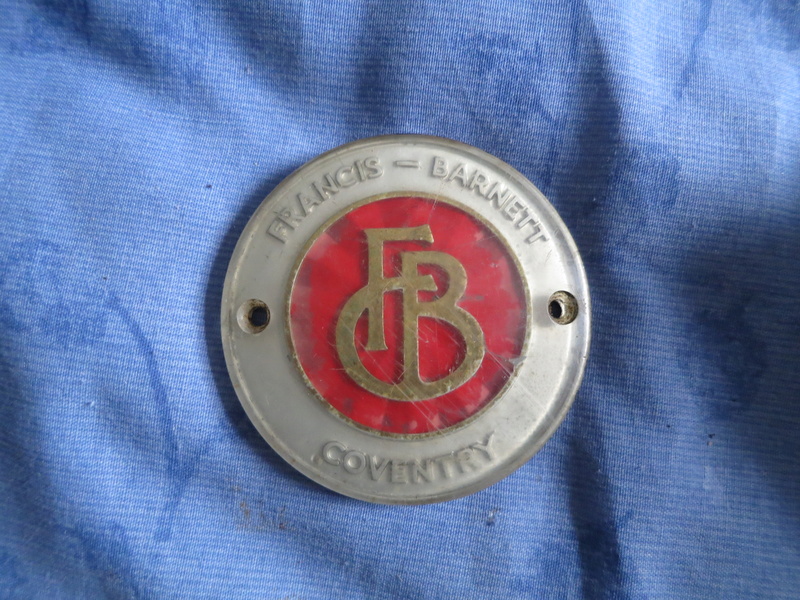 FRANCIS – BARNETT
FB
COVENTRY